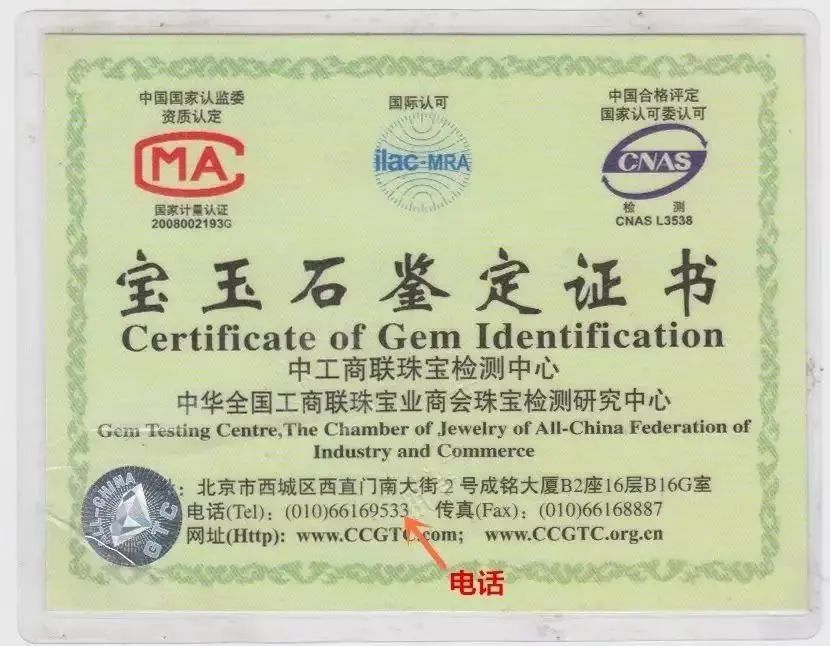 中国国家认监委
资质认定
CMA
国家计量认证
2008002193G
国际认可
ilac-MRA
中国合格评定
国家认可委认可
CNAS
检 测
CNAS L3538
宝玉石鉴定证书
Certificate of Gem Identification
中工商联珠宝检测中心
中华全国工商联珠宝业商会珠宝检测研究中心
Gem Testing Centre,The Chamber of Jewelry of All-China Federation of
Industry and Commerce
：北京市西城区西直门南大街2号成铭大厦B2座16层B16G室
电话(Tel)：(010)66169533 传真(Fax)：(010)66168887
网址(Http)：www.CCGTC.com; www.CCGTC.org.cn
ALL-CHINA
GTC
电话